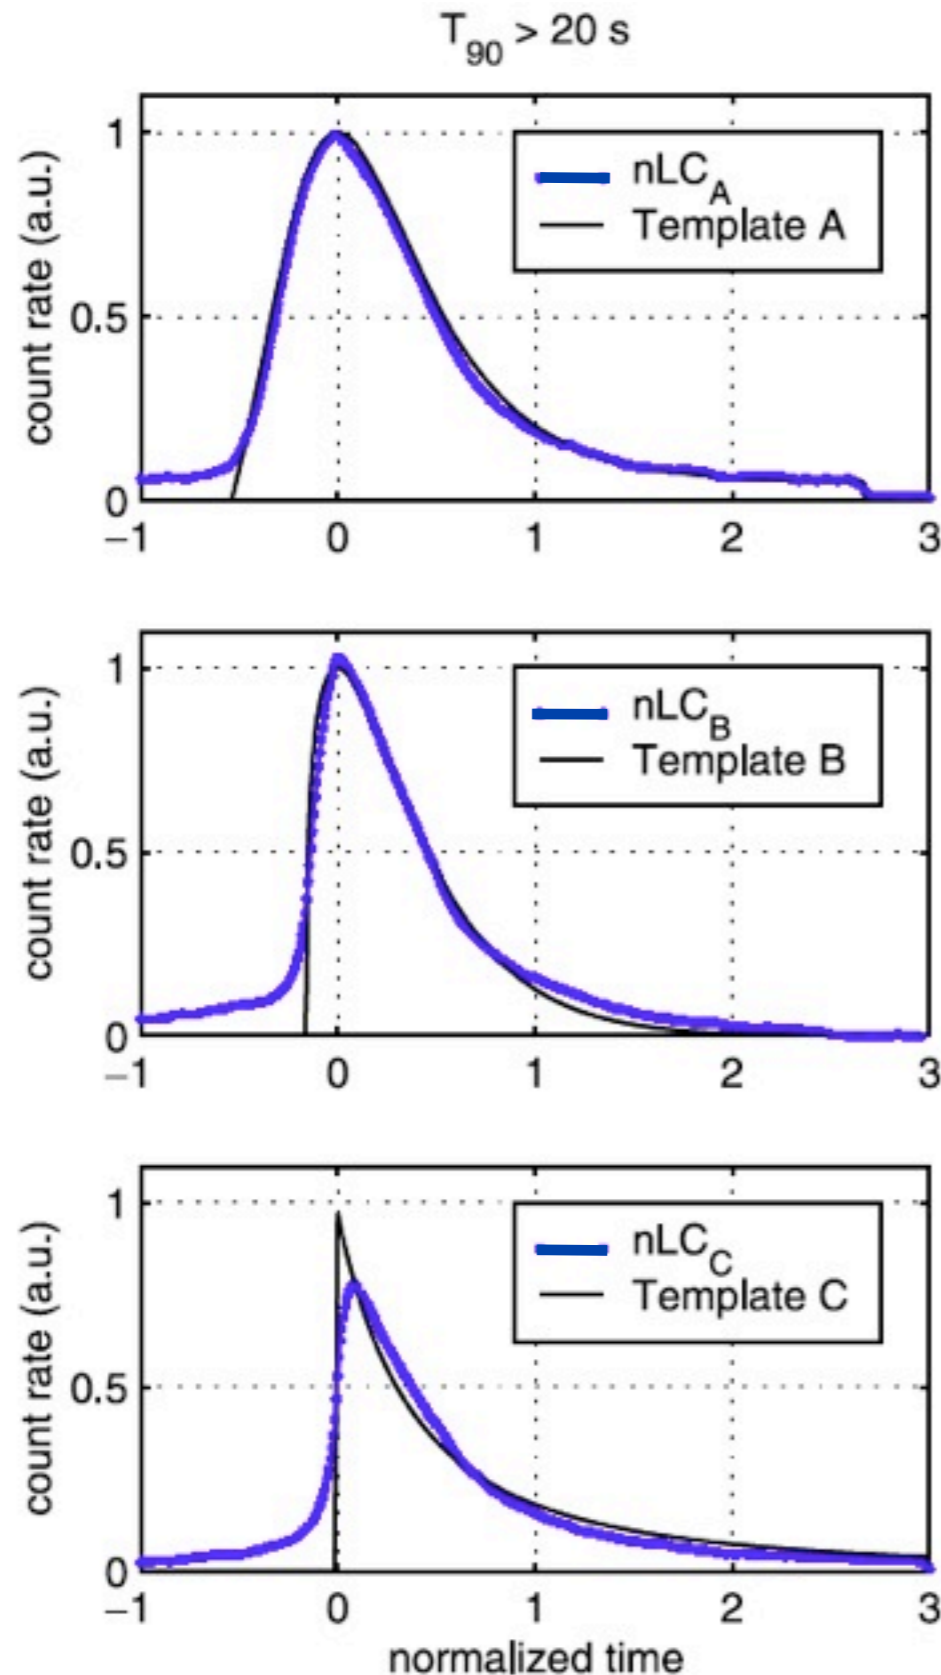 T90 > 20 s
count rate (a.u.)
1
0.5
0
nLCA
Template A
−1 0 1 2 3
count rate (a.u.)
1
0.5
0
nLCB
Template B
−1 0 1 2 3
count rate (a.u.)
1
0.5
0
nLCC
Template C
−1 0 1 2 3
normalized time